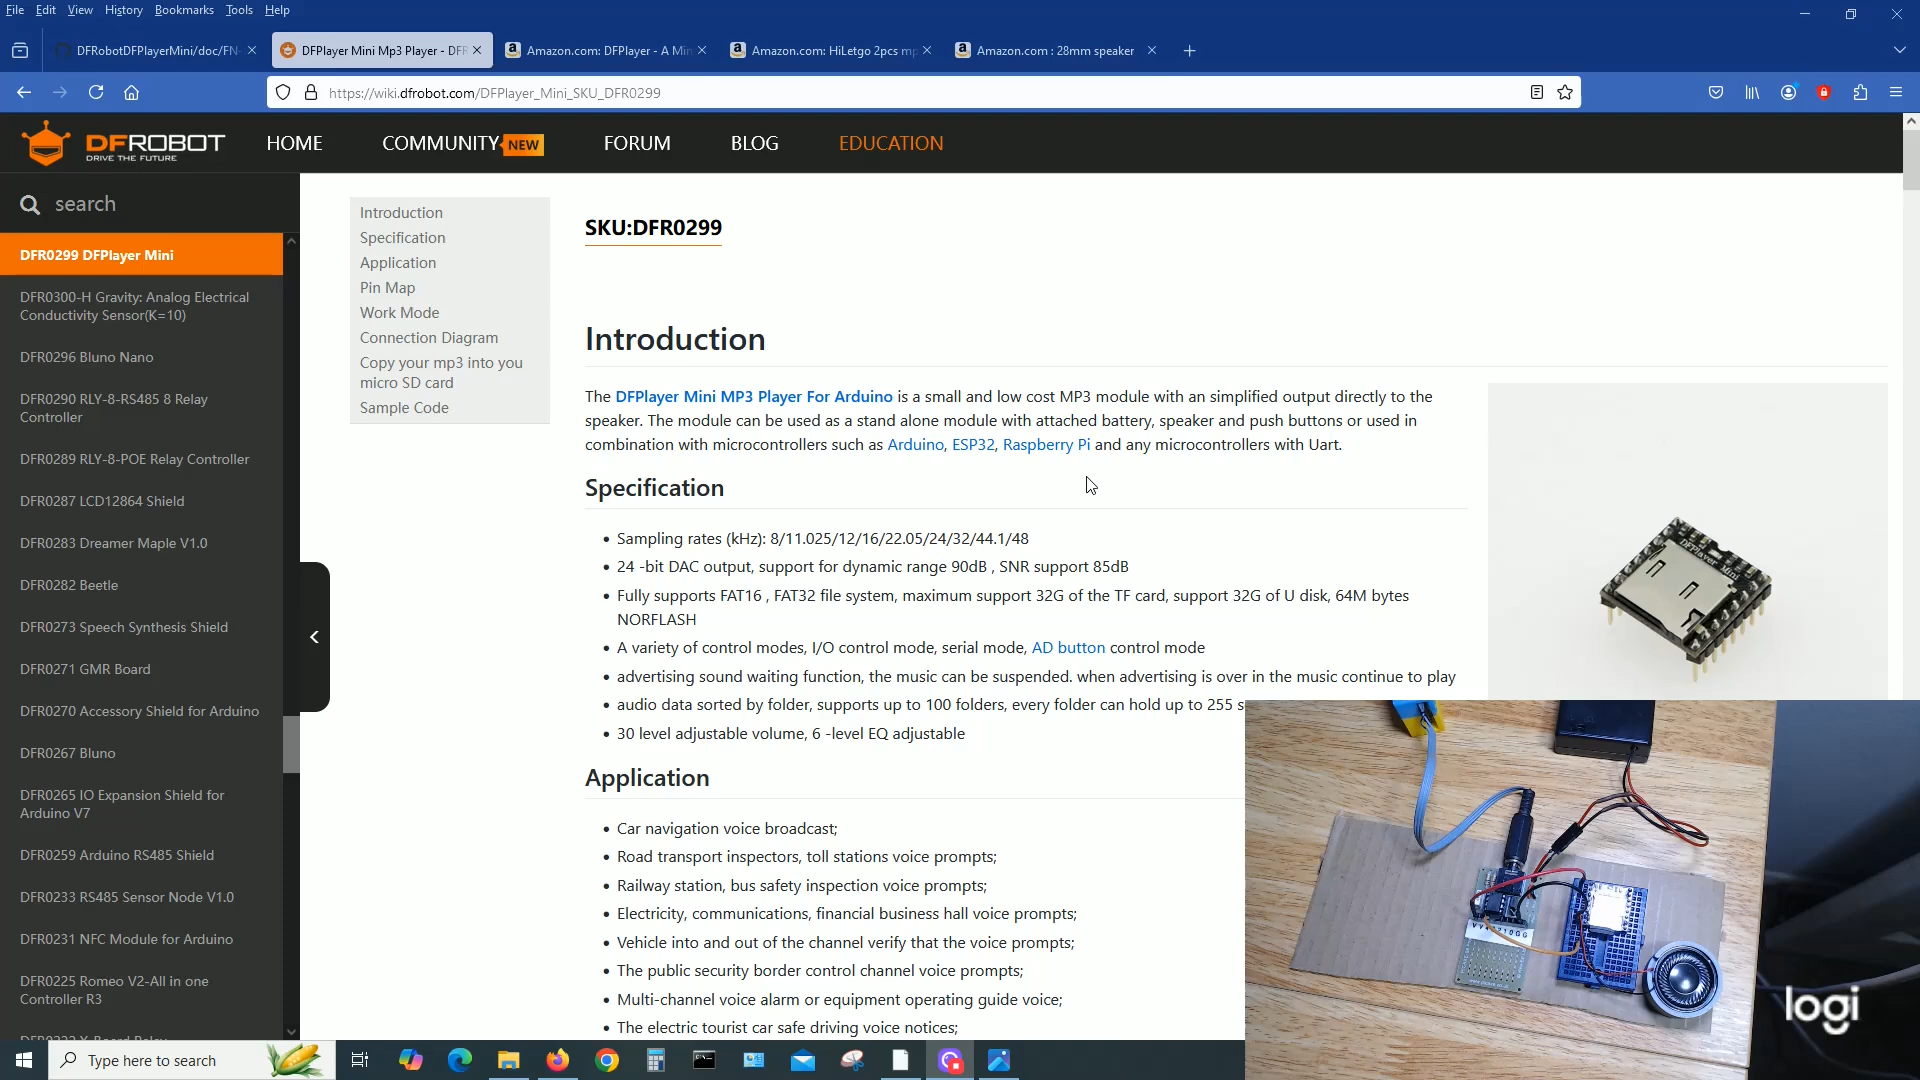 File Edit View History Bookmarks Tools Help
DFRobotDFPlayerMini/doc/FN-
DFPlayer Mini Mp3 Player - DFR
Amazon.com: DFPlayer - A Min
Amazon.com: HiLetgo 2pcs mp
Amazon.com : 28mm speaker
https://wiki.dfrobot.com/DFPlayer_Mini_SKU_DFR0299
DFROBOT
DRIVE THE FUTURE
HOME
COMMUNITY NEW
FORUM
BLOG
EDUCATION
search
DFR0299 DFPlayer Mini
DFR0300-H Gravity: Analog Electrical
Conductivity Sensor(K=10)
DFR0296 Bluno Nano
DFR0290 RLY-8-RS485 8 Relay
Controller
DFR0289 RLY-8-POE Relay Controller
DFR0287 LCD12864 Shield
DFR0283 Dreamer Maple V1.0
DFR0282 Beetle
DFR0273 Speech Synthesis Shield
DFR0271 GMR Board
DFR0270 Accessory Shield for Arduino
DFR0267 Bluno
DFR0265 IO Expansion Shield for
Arduino V7
DFR0259 Arduino RS485 Shield
DFR0233 RS485 Sensor Node V1.0
DFR0231 NFC Module for Arduino
DFR0225 Romeo V2-All in one
Controller R3
Introduction
Specification
Application
Pin Map
Work Mode
Connection Diagram
Copy your mp3 into you
micro SD card
Sample Code
SKU:DFR0299
Introduction
The DFPlayer Mini MP3 Player For Arduino is a small and low cost MP3 module with an simplified output directly to the
speaker. The module can be used as a stand alone module with attached battery, speaker and push buttons or used in
combination with microcontrollers such as Arduino, ESP32, Raspberry Pi and any microcontrollers with Uart.
Specification
• Sampling rates (kHz): 8/11.025/12/16/22.05/24/32/44.1/48
• 24 -bit DAC output, support for dynamic range 90dB , SNR support 85dB
• Fully supports FAT16 , FAT32 file system, maximum support 32G of the TF card, support 32G of U disk, 64M bytes
NORFLASH
• A variety of control modes, I/O control mode, serial mode, AD button control mode
• advertising sound waiting function, the music can be suspended. when advertising is over in the music continue to play
• audio data sorted by folder, supports up to 100 folders, every folder can hold up to 255 s
• 30 level adjustable volume, 6 -level EQ adjustable
Application
• Car navigation voice broadcast;
• Road transport inspectors, toll stations voice prompts;
• Railway station, bus safety inspection voice prompts;
• Electricity, communications, financial business hall voice prompts;
• Vehicle into and out of the channel verify that the voice prompts;
• The public security border control channel voice prompts;
• Multi-channel voice alarm or equipment operating guide voice;
• The electric tourist car safe driving voice notices;
DFPlayer Mini
logi
Type here to search